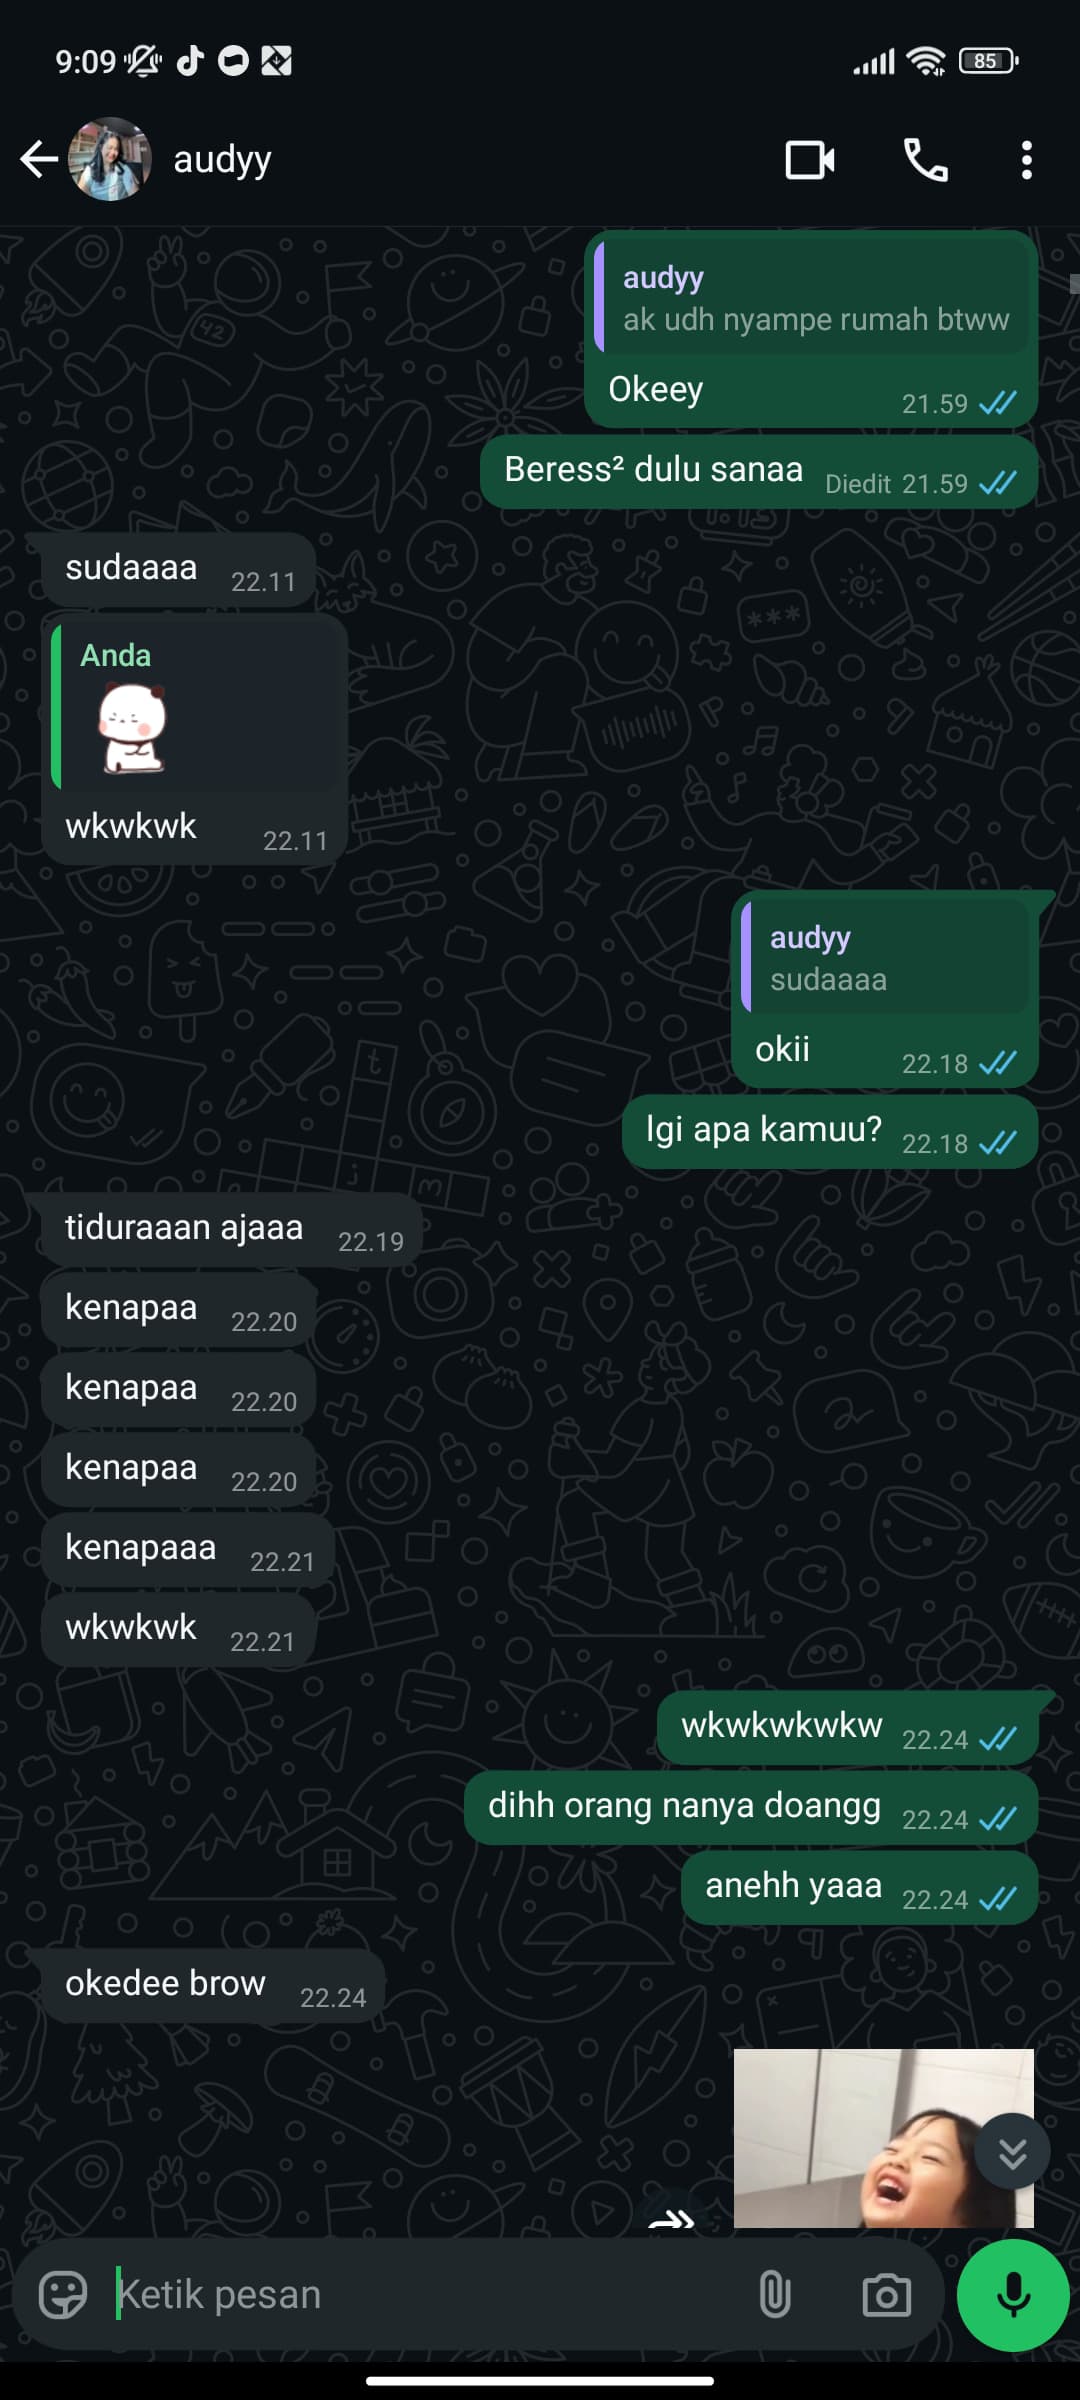 9:09
85
audyy
audyy
ak udh nyampe rumah btww
Okeey
21.59
Beress² dulu sanaa
Diedit 21.59
sudaaaa
22.11
Anda
wkwkwk
22.11
audyy
sudaaaa
okii
22.18
lgi apa kamuu?
22.18
tiduraaan ajaaa
22.19
kenapaa
22.20
kenapaa
22.20
kenapaa
22.20
kenapaaa
22.21
wkwkwk
22.21
wkwkwkwkw
22.24
dihh orang nanya doangg
22.24
anehh yaaa
22.24
okedee brow
22.24
Ketik pesan